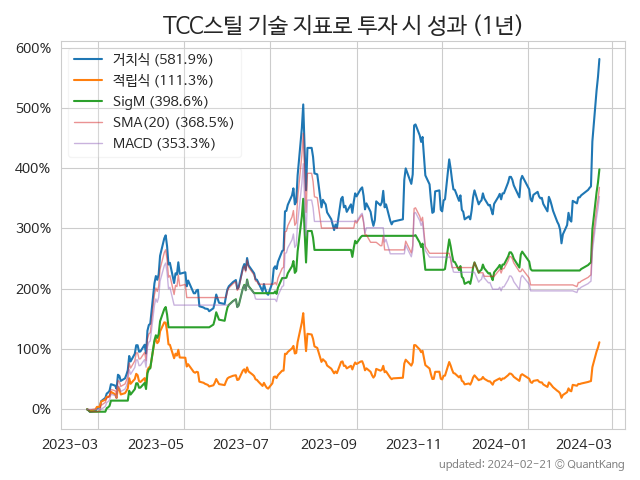 TCC스틸 기술 지표로 투자 시 성과 (1년)
600%
500%
400%
300%
200%
100%
0%
거치식 (581.9%)
적립식 (111.3%)
SigM (398.6%)
SMA(20) (368.5%)
MACD (353.3%)
2023-03 2023-05 2023-07 2023-09 2023-11 2024-01 2024-03
updated: 2024-02-21 © QuantKang